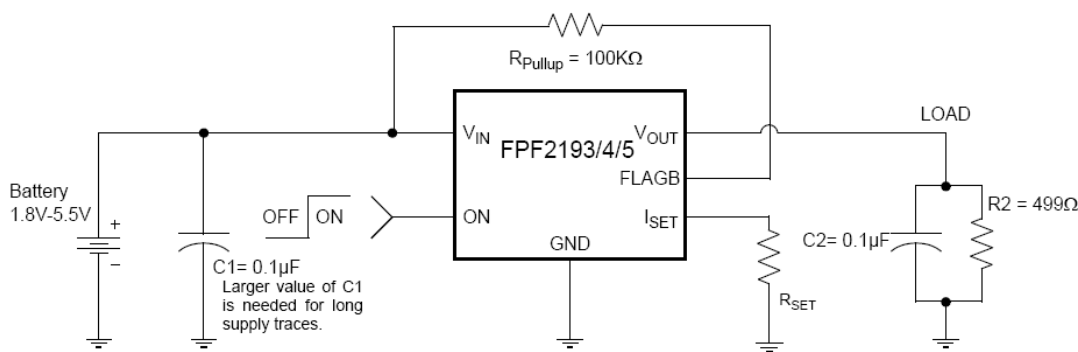 R_Pullup = 100KΩ
LOAD
V_IN
V_OUT
FPF2193/4/5
FLAGB
Battery
1.8V-5.5V
+
−
OFF
ON
ON
I_SET
GND
R2 = 499Ω
C2= 0.1µF
C1= 0.1µF
Larger value of C1
is needed for long
supply traces.
R_SET